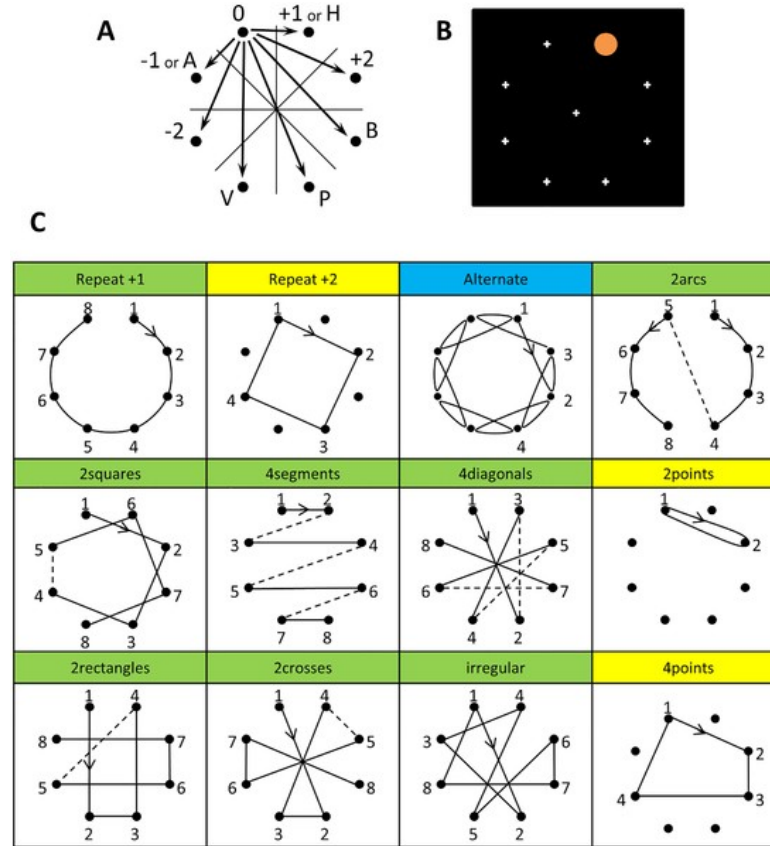 A
0
+1 or H
-1 or A
+2
-2
B
V
P
B
C
Repeat +1
Repeat +2
Alternate
2arcs
8 1
7 2
6 3
5 4
1
2
4
3
1
3
2
4
5 1
6 2
7 3
8 4
2squares
4segments
4diagonals
2points
1 6
5 2
4 7
8 3
1 2
3 4
5 6
7 8
1 3
8 5
6 7
4 2
1
2
2rectangles
2crosses
irregular
4points
1 4
8 7
5 6
2 3
1 4
7 5
6 8
3 2
1 4
3 6
8 7
5 2
1
2
4 3